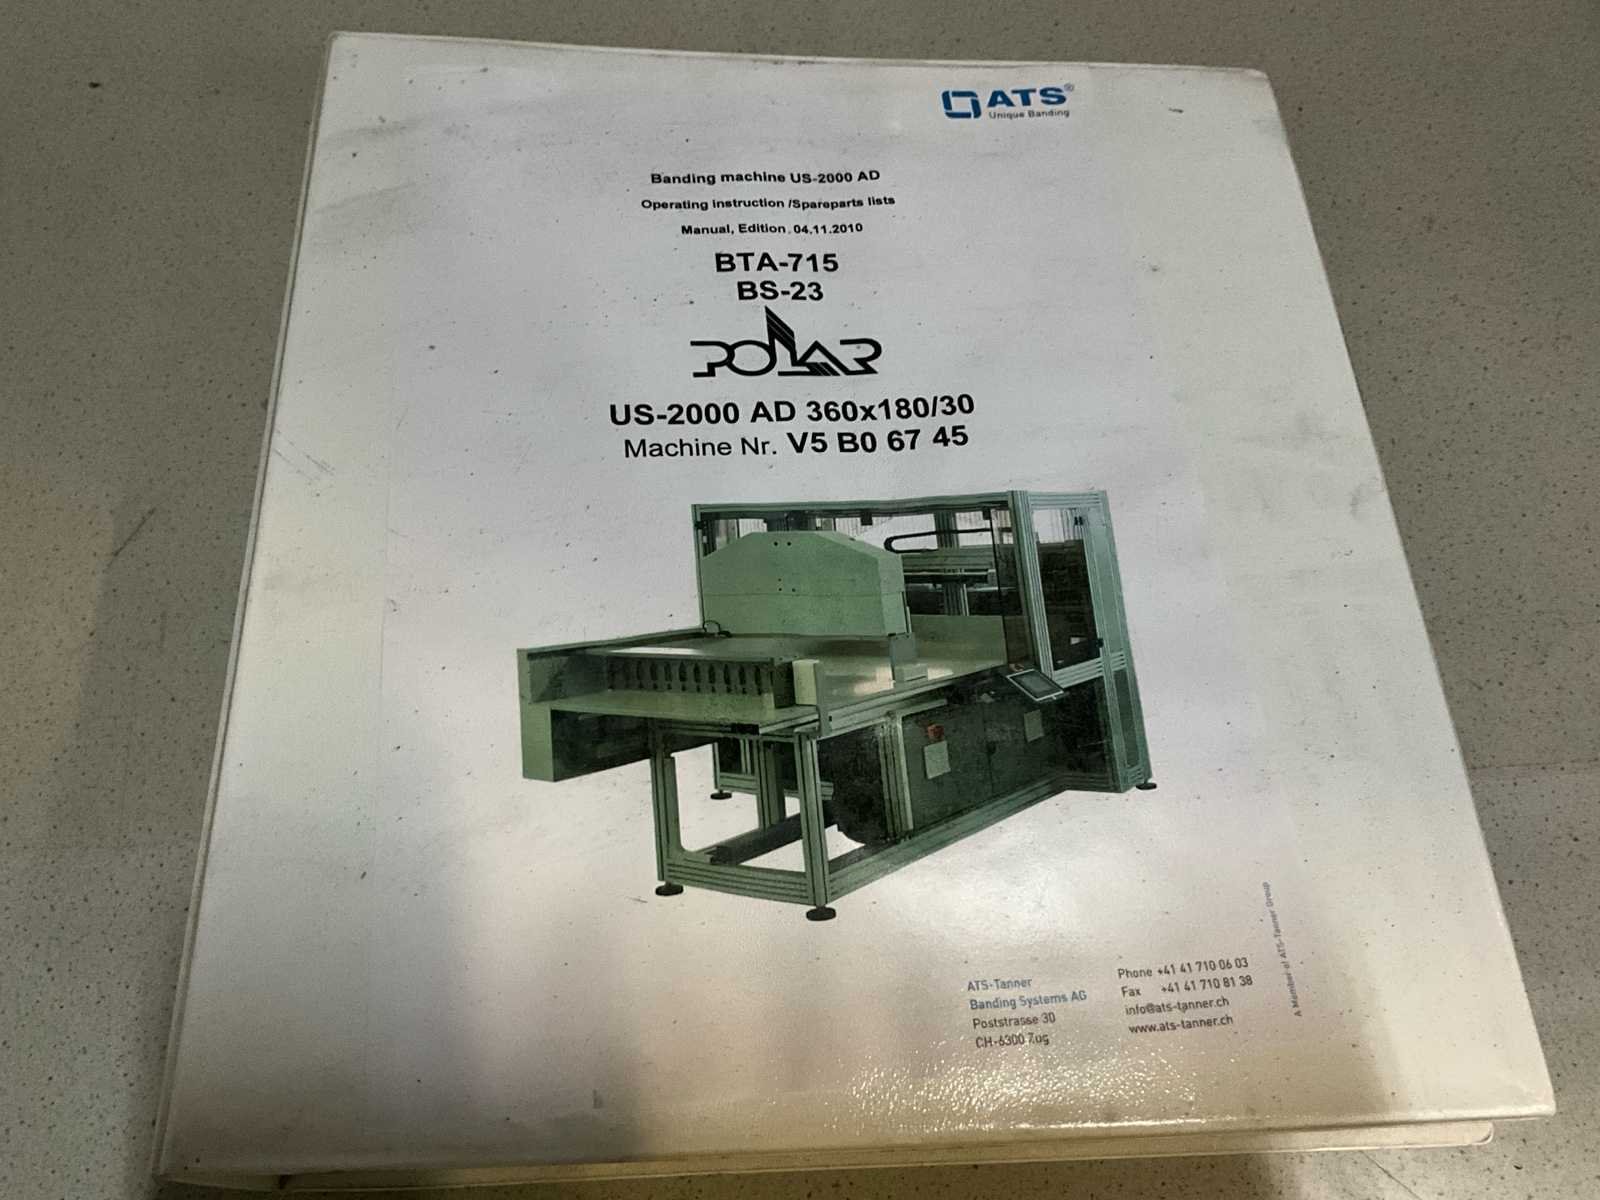 ATS®
Unique Banding
Banding machine US-2000 AD
Operating instruction /Spareparts lists
Manual, Edition. 04.11.2010
BTA-715
BS-23
POLAR
US-2000 AD 360x180/30
Machine Nr. V5 B0 67 45
ATS-Tanner
Banding Systems AG
Poststrasse 30
CH-6300 Zug
Phone +41 41 710 06 03
Fax +41 41 710 81 38
info@ats-tanner.ch
www.ats-tanner.ch
A Member of ATS-Tanner Group